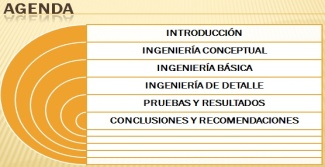 AGENDA
INTRODUCCIÓN
INGENIERÍA CONCEPTUAL
INGENIERÍA BÁSICA
INGENIERÍA DE DETALLE
PRUEBAS Y RESULTADOS
CONCLUSIONES Y RECOMENDACIONES